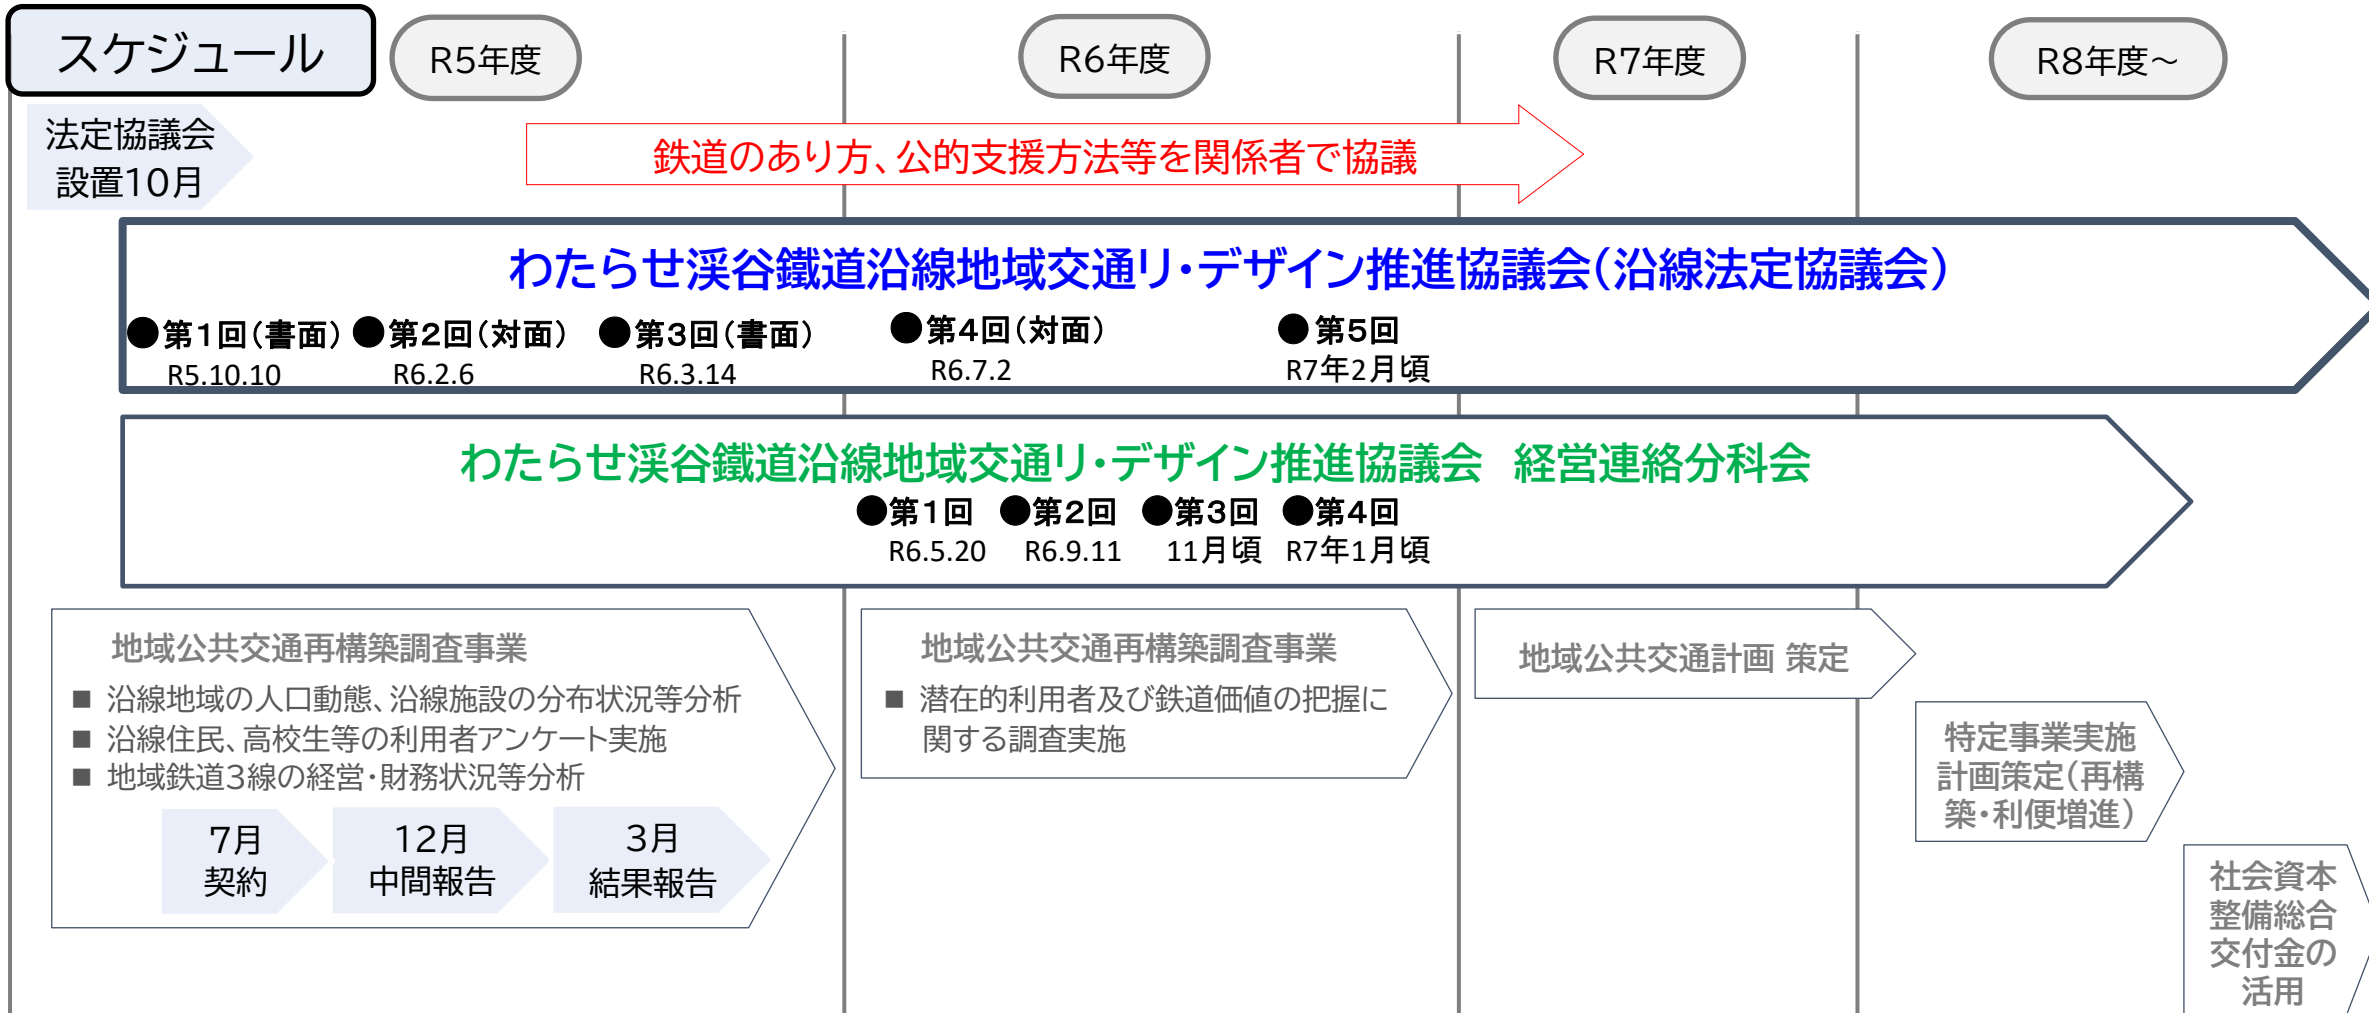 スケジュール
R5年度
R6年度
R7年度
R8年度～
法定協議会
設置10月
鉄道のあり方、公的支援方法等を関係者で協議
わたらせ渓谷鐵道沿線地域交通リ・デザイン推進協議会（沿線法定協議会）
●第１回（書面）
R5.10.10
●第２回（対面）
R6.2.6
●第３回（書面）
R6.3.14
●第４回（対面）
R6.7.2
●第５回
R7年2月頃
わたらせ渓谷鐵道沿線地域交通リ・デザイン推進協議会　経営連絡分科会
●第１回
R6.5.20
●第２回
R6.9.11
●第３回
11月頃
●第４回
R7年1月頃
地域公共交通再構築調査事業
■ 沿線地域の人口動態、沿線施設の分布状況等分析
■ 沿線住民、高校生等の利用者アンケート実施
■ 地域鉄道３線の経営・財務状況等分析
7月
契約
12月
中間報告
3月
結果報告
地域公共交通再構築調査事業
■ 潜在的利用者及び鉄道価値の把握に
関する調査実施
地域公共交通計画 策定
特定事業実施
計画策定（再構
築・利便増進）
社会資本
整備総合
交付金の
活用